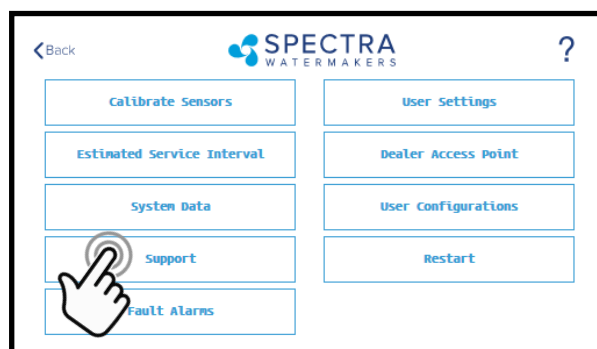 Back
SPECTRA
WATERMAKERS
?
Calibrate Sensors
User Settings
Estimated Service Interval
Dealer Access Point
System Data
User Configurations
Support
Restart
Fault Alarms